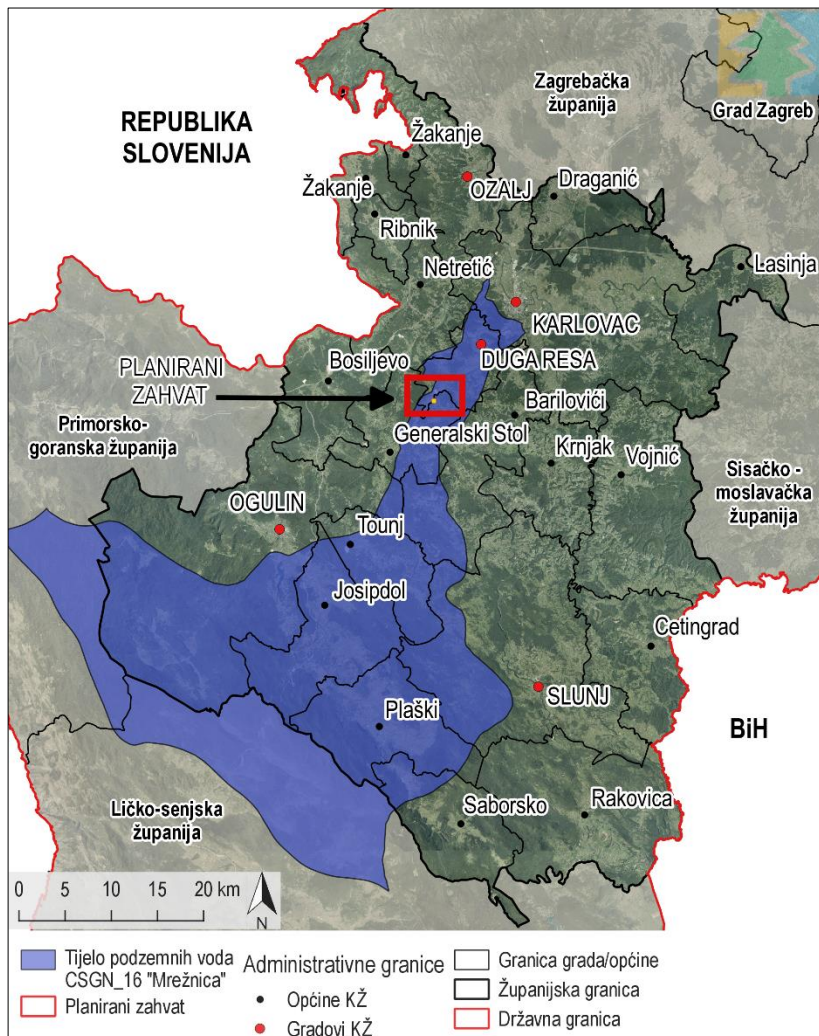 Zagrebačka
županija
Grad Zagreb
REPUBLIKA
SLOVENIJA
Žakanje
OZALJ
Draganić
Žakanje
Ribnik
Netretić
Lasinja
KARLOVAC
DUGA RESA
PLANIRANI
ZAHVAT
Bosiljevo
Barilovići
Primorsko-
goranska županija
Generalski Stol
Krnjak
Vojnić
Sisačko -
moslavačka
županija
OGULIN
Tounj
Josipdol
Cetingrad
SLUNJ
Plaški
BiH
Ličko-senjska
županija
Saborsko
Rakovica
0 5 10 15 20 km
N
Tijelo podzemnih voda
CSGN_16 "Mrežnica"
Planirani zahvat
Administrativne granice
Općine KŽ
Gradovi KŽ
Granica grada/općine
Županijska granica
Državna granica